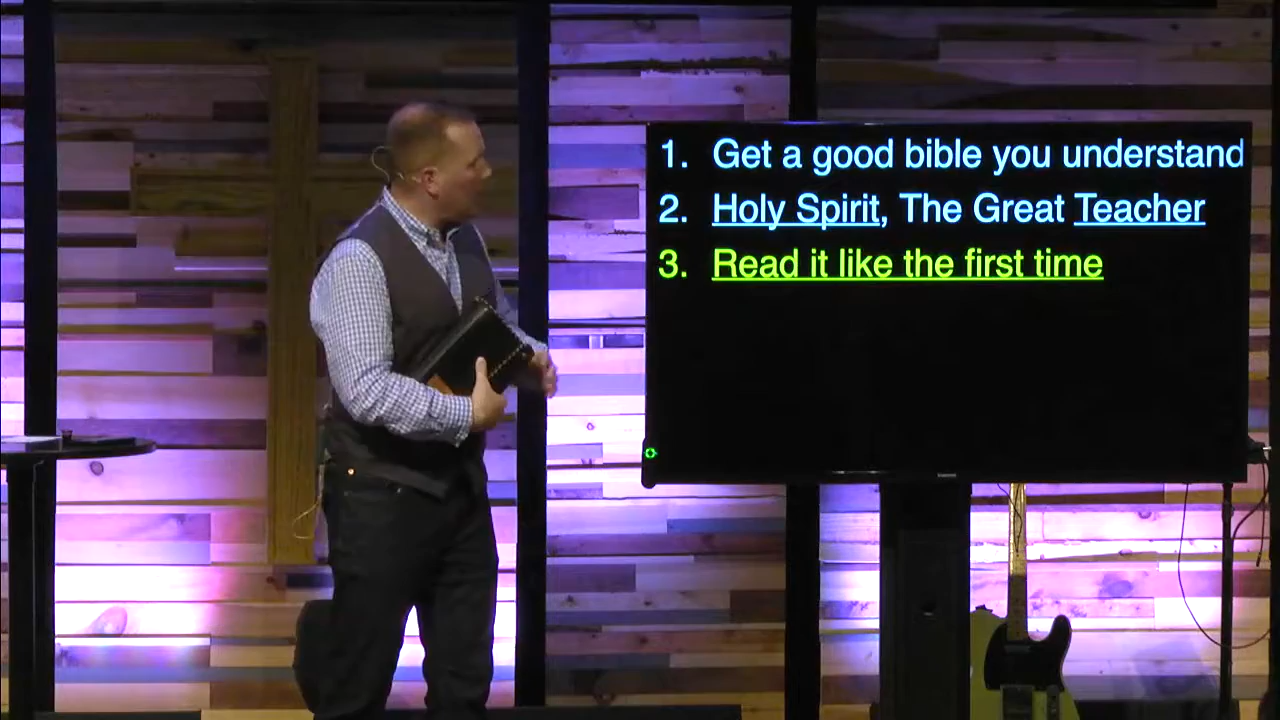 1. Get a good bible you understand
2. Holy Spirit, The Great Teacher
3. Read it like the first time